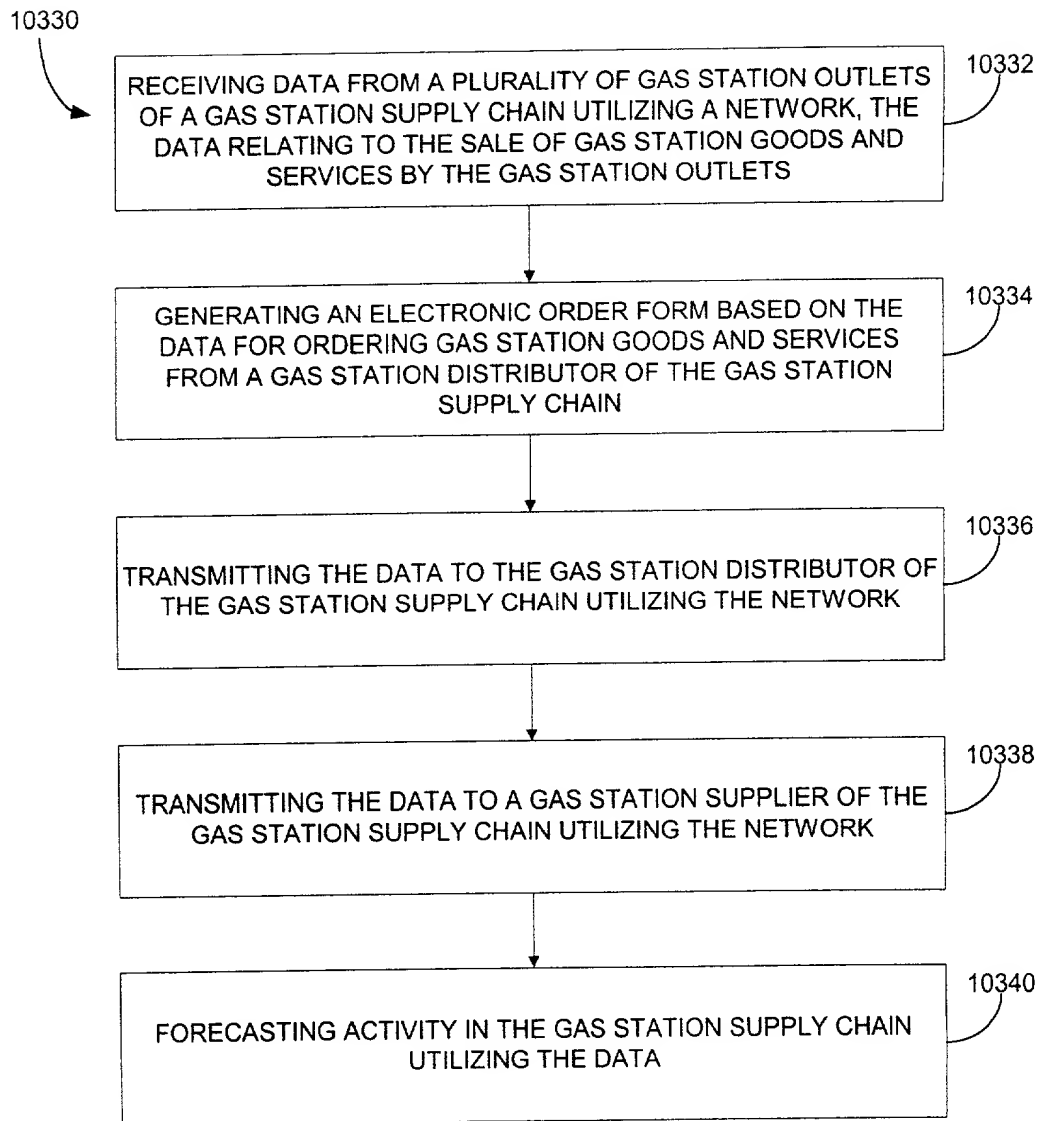 10330
RECEIVING DATA FROM A PLURALITY OF GAS STATION OUTLETS
OF A GAS STATION SUPPLY CHAIN UTILIZING A NETWORK, THE
DATA RELATING TO THE SALE OF GAS STATION GOODS AND
SERVICES BY THE GAS STATION OUTLETS
10332
GENERATING AN ELECTRONIC ORDER FORM BASED ON THE
DATA FOR ORDERING GAS STATION GOODS AND SERVICES
FROM A GAS STATION DISTRIBUTOR OF THE GAS STATION
SUPPLY CHAIN
10334
TRANSMITTING THE DATA TO THE GAS STATION DISTRIBUTOR OF
THE GAS STATION SUPPLY CHAIN UTILIZING THE NETWORK
10336
TRANSMITTING THE DATA TO A GAS STATION SUPPLIER OF THE
GAS STATION SUPPLY CHAIN UTILIZING THE NETWORK
10338
FORECASTING ACTIVITY IN THE GAS STATION SUPPLY CHAIN
UTILIZING THE DATA
10340